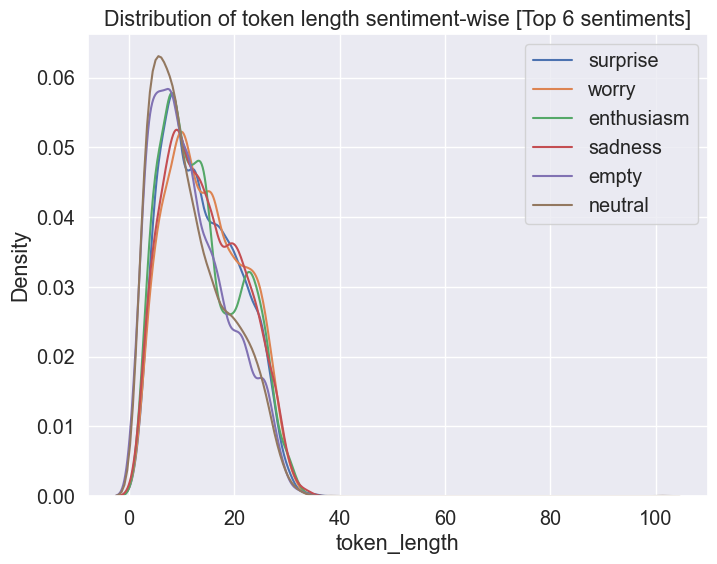 Distribution of token length sentiment-wise [Top 6 sentiments]
surprise
worry
enthusiasm
sadness
empty
neutral
Density
0.06
0.05
0.04
0.03
0.02
0.01
0.00
0 20 40 60 80 100
token_length